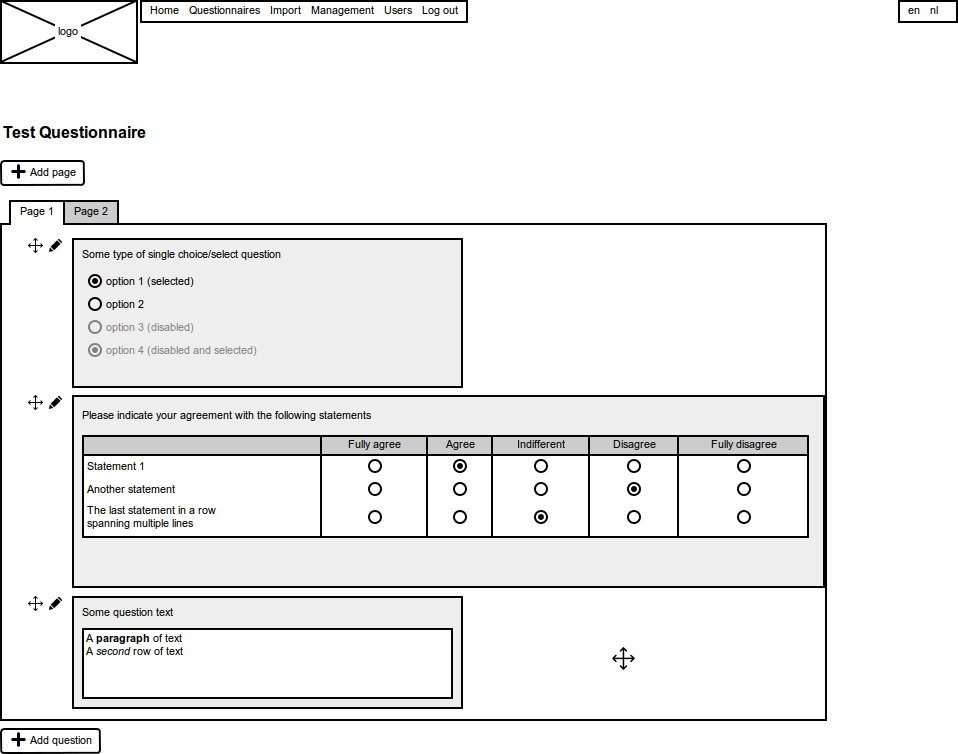 logo
Home Questionnaires Import Management Users Log out
en nl
Test Questionnaire
Add page
Page 1 Page 2
Some type of single choice/select question
option 1 (selected)
option 2
option 3 (disabled)
option 4 (disabled and selected)
Please indicate your agreement with the following statements
Fully agree Agree Indifferent Disagree Fully disagree
Statement 1
Another statement
The last statement in a row
spanning multiple lines
Some question text
A paragraph of text
A second row of text
Add question